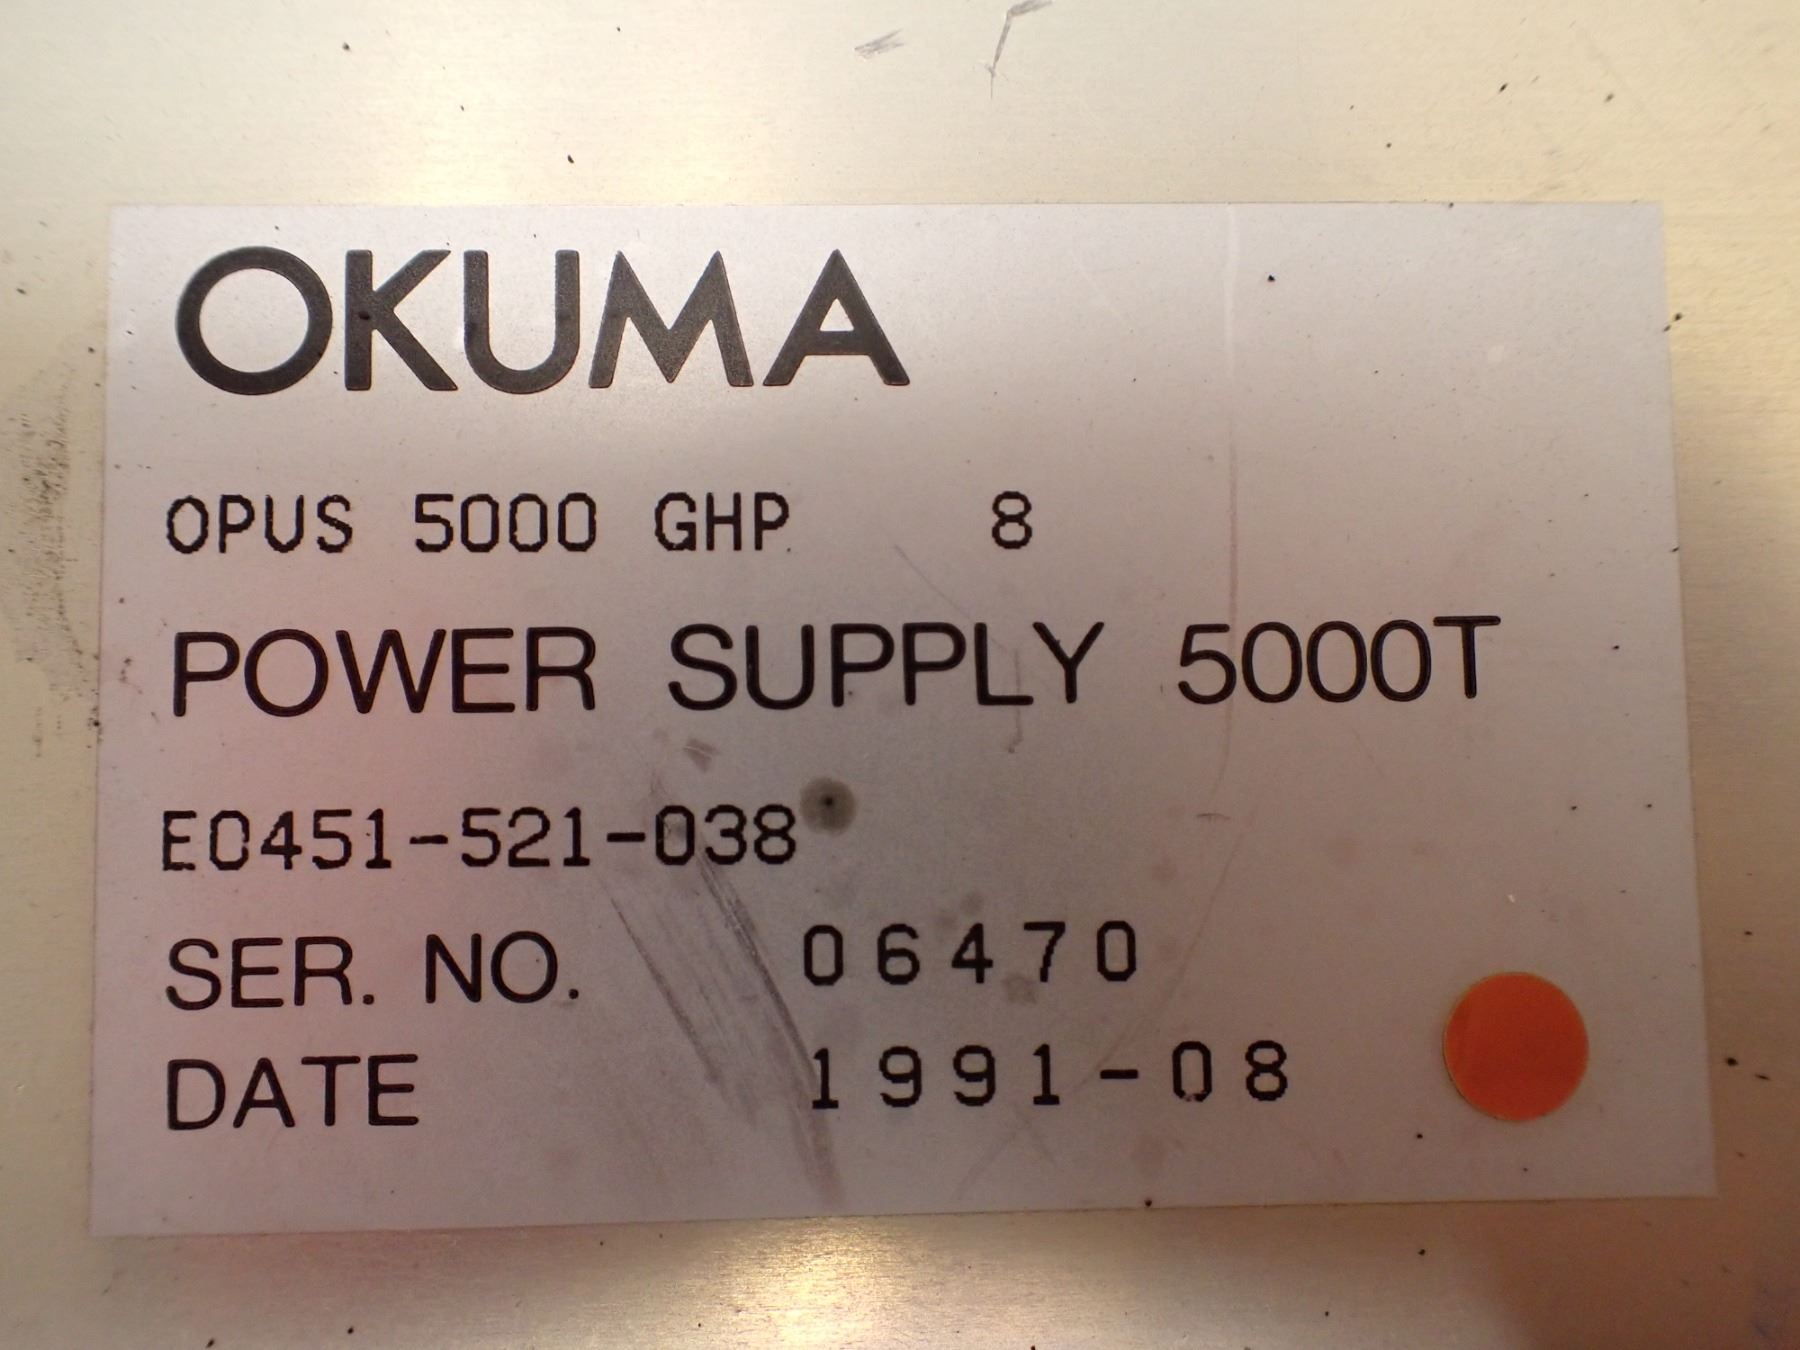 OKUMA
OPUS 5000 GHP 8
POWER SUPPLY 5000T
E0451-521-038
SER. NO. 06470
DATE 1991-08